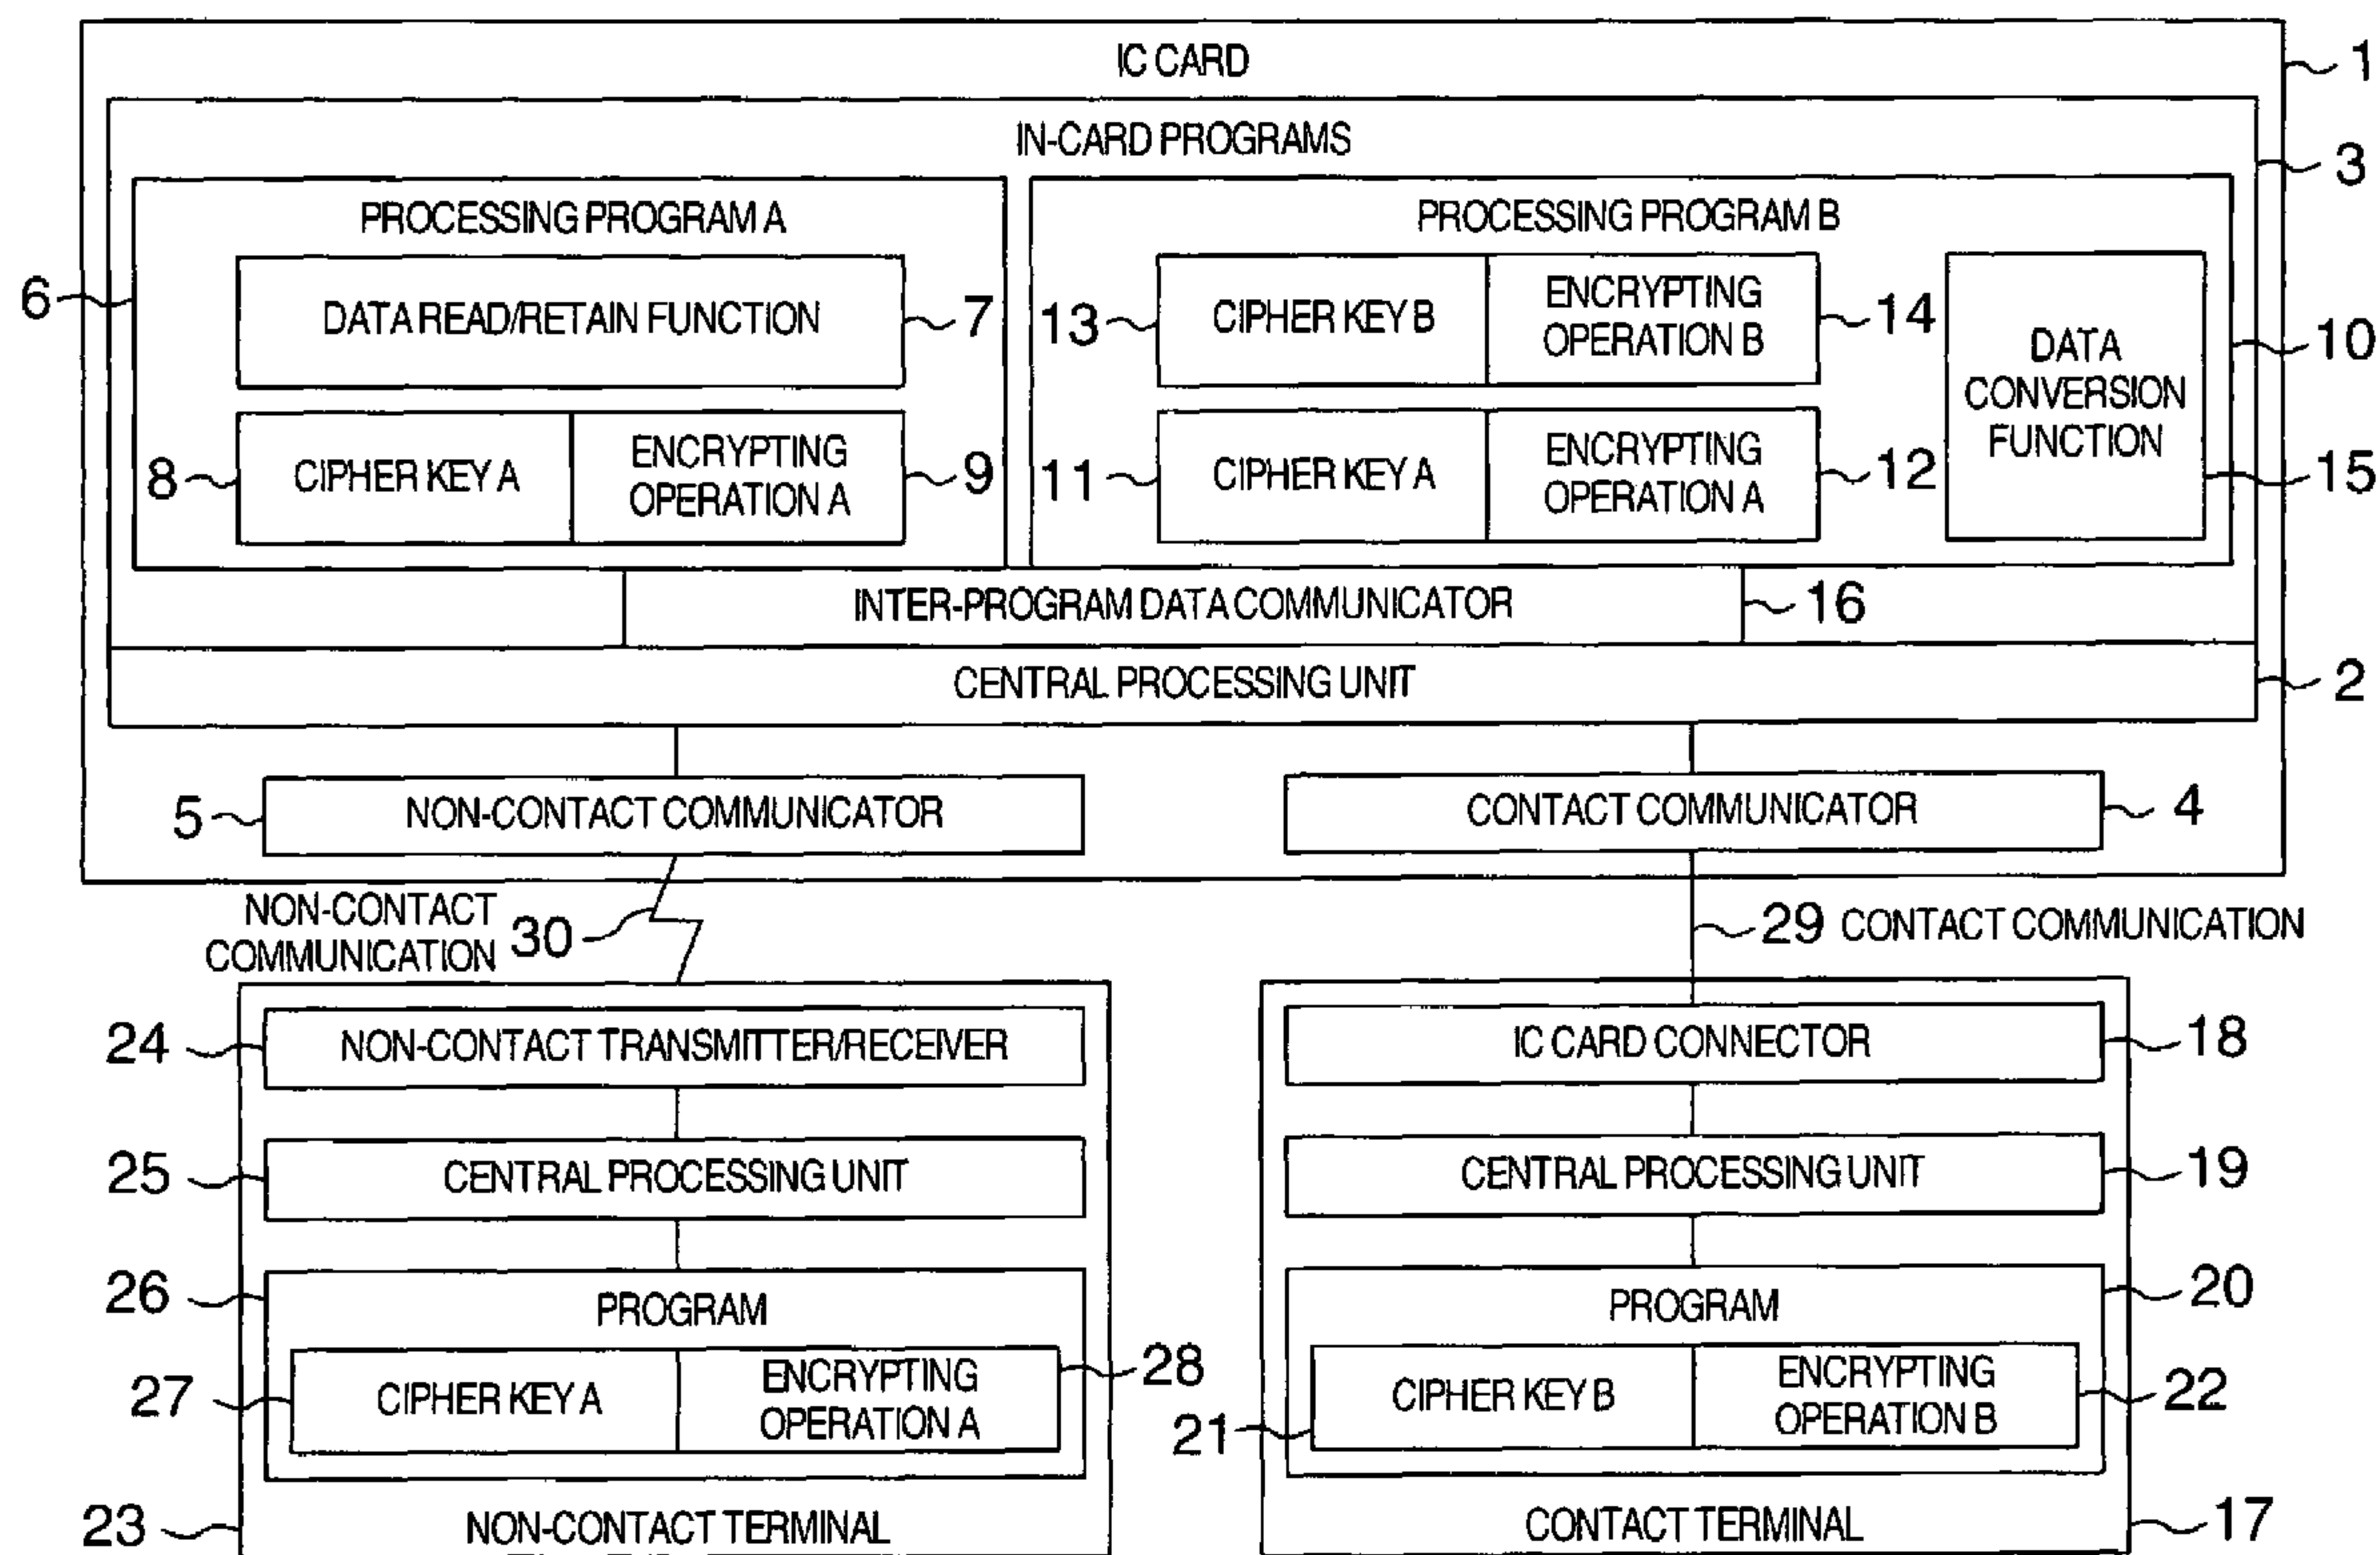 IC CARD
1
IN-CARD PROGRAMS
3
PROCESSING PROGRAM A
6
DATA READ/RETAIN FUNCTION
7
8
CIPHER KEY A
ENCRYPTING
OPERATION A
9
PROCESSING PROGRAM B
13
CIPHER KEY B
ENCRYPTING
OPERATION B
14
11
CIPHER KEY A
ENCRYPTING
OPERATION A
12
DATA
CONVERSION
FUNCTION
10
15
INTER-PROGRAM DATA COMMUNICATOR
16
CENTRAL PROCESSING UNIT
2
5
NON-CONTACT COMMUNICATOR
CONTACT COMMUNICATOR
4
NON-CONTACT
COMMUNICATION
30
29 CONTACT COMMUNICATION
24
NON-CONTACT TRANSMITTER/RECEIVER
25
CENTRAL PROCESSING UNIT
26
PROGRAM
27
CIPHER KEY A
ENCRYPTING
OPERATION A
28
23
NON-CONTACT TERMINAL
IC CARD CONNECTOR
18
CENTRAL PROCESSING UNIT
19
PROGRAM
20
21
CIPHER KEY B
ENCRYPTING
OPERATION B
22
CONTACT TERMINAL
17